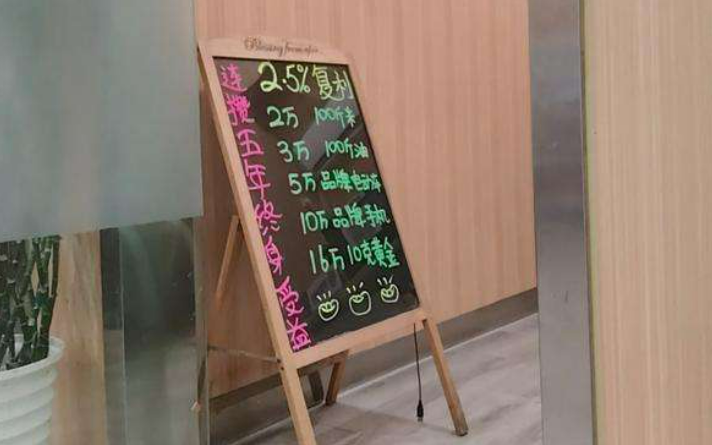 Blessing from after
连攒五年终身受益
2.5%复利
2万 100斤米
3万 100斤油
5万品牌电动车
10万品牌手机
16万10克黄金